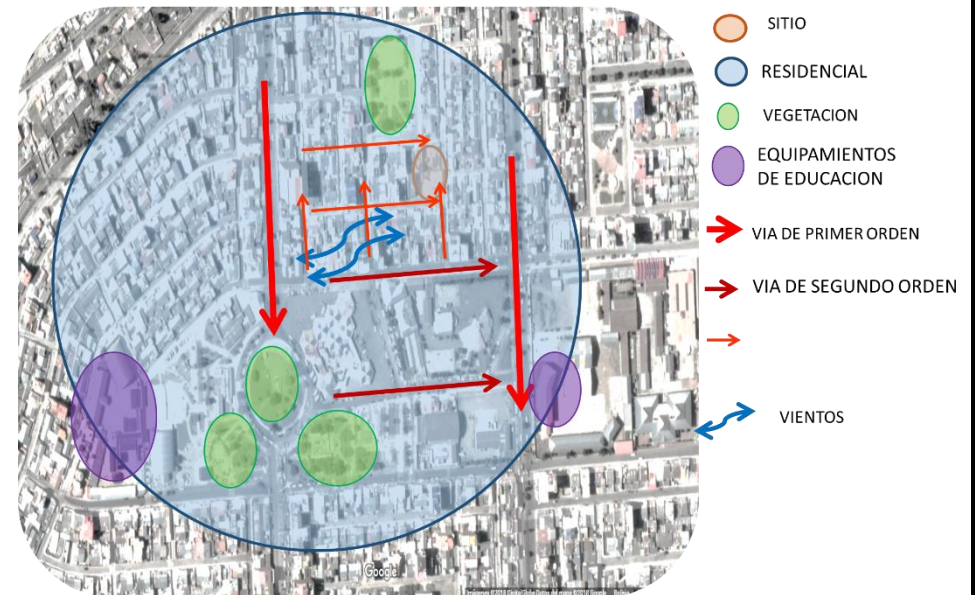 SITIO
RESIDENCIAL
VEGETACION
EQUIPAMIENTOS
DE EDUCACION
VIA DE PRIMER ORDEN
VIA DE SEGUNDO ORDEN
VIENTOS
Google